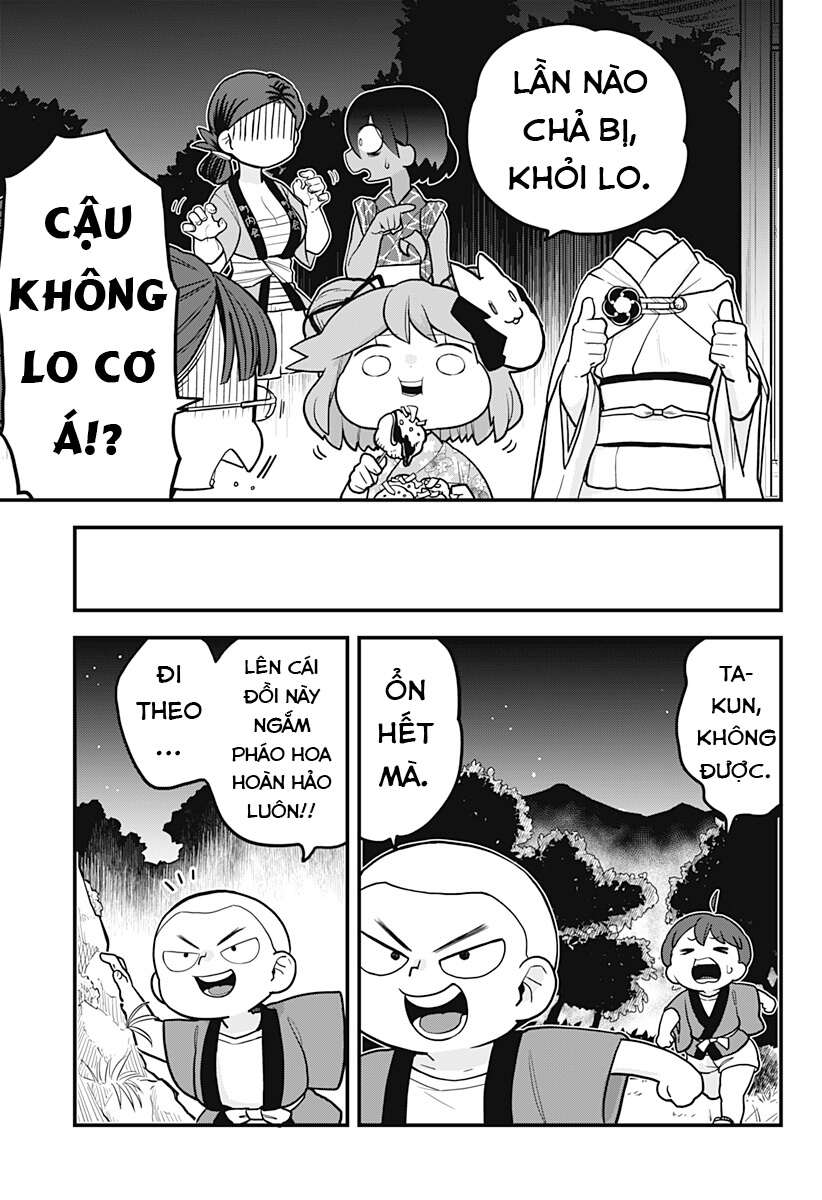 LẦN NÀO
CHẢ BỊ,
KHỎI LO.
CẬU
KHÔNG
LO CƠ
Á!?
TA-
KUN,
KHÔNG
ĐƯỢC.
ỔN
HẾT
MÀ.
LÊN CÁI
ĐỒI NÀY
NGẮM
PHÁO HOA
HOÀN HẢO
LUÔN!!
ĐI
THEO
...